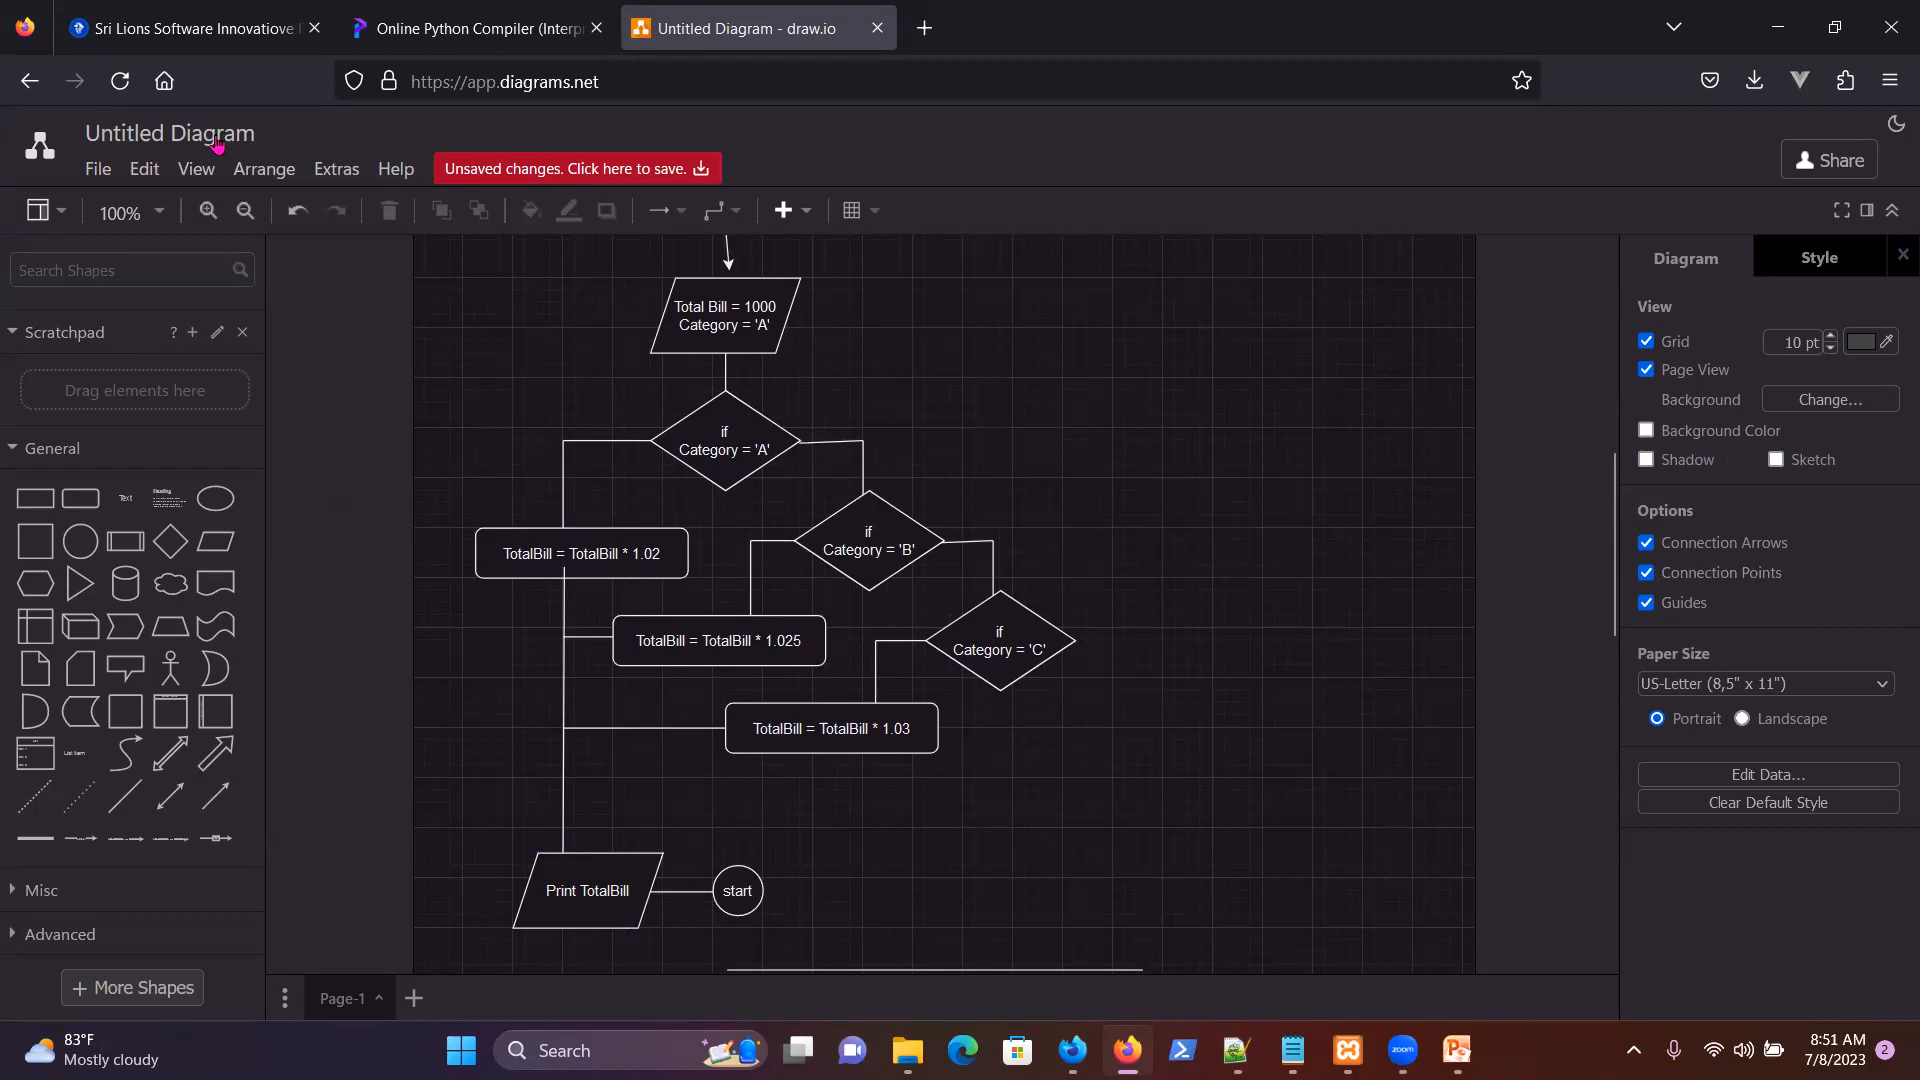 Sri Lions Software Innovatiove
Online Python Compiler (Interp
Untitled Diagram - draw.io
https://app.diagrams.net
Untitled Diagram
File Edit View Arrange Extras Help
Unsaved changes. Click here to save.
Share
100%
Search Shapes
Scratchpad
?
Drag elements here
General
Text
Heading
List Item
Misc
Advanced
+ More Shapes
Total Bill = 1000
Category = 'A'
if
Category = 'A'
TotalBill = TotalBill * 1.02
if
Category = 'B'
TotalBill = TotalBill * 1.025
if
Category = 'C'
TotalBill = TotalBill * 1.03
Print TotalBill
start
Diagram
Style
View
Grid
10 pt
Page View
Background
Change...
Background Color
Shadow
Sketch
Options
Connection Arrows
Connection Points
Guides
Paper Size
US-Letter (8,5" x 11")
Portrait
Landscape
Edit Data...
Clear Default Style
Page-1
83°F
Mostly cloudy
Search
zoom
8:51 AM
7/8/2023
2